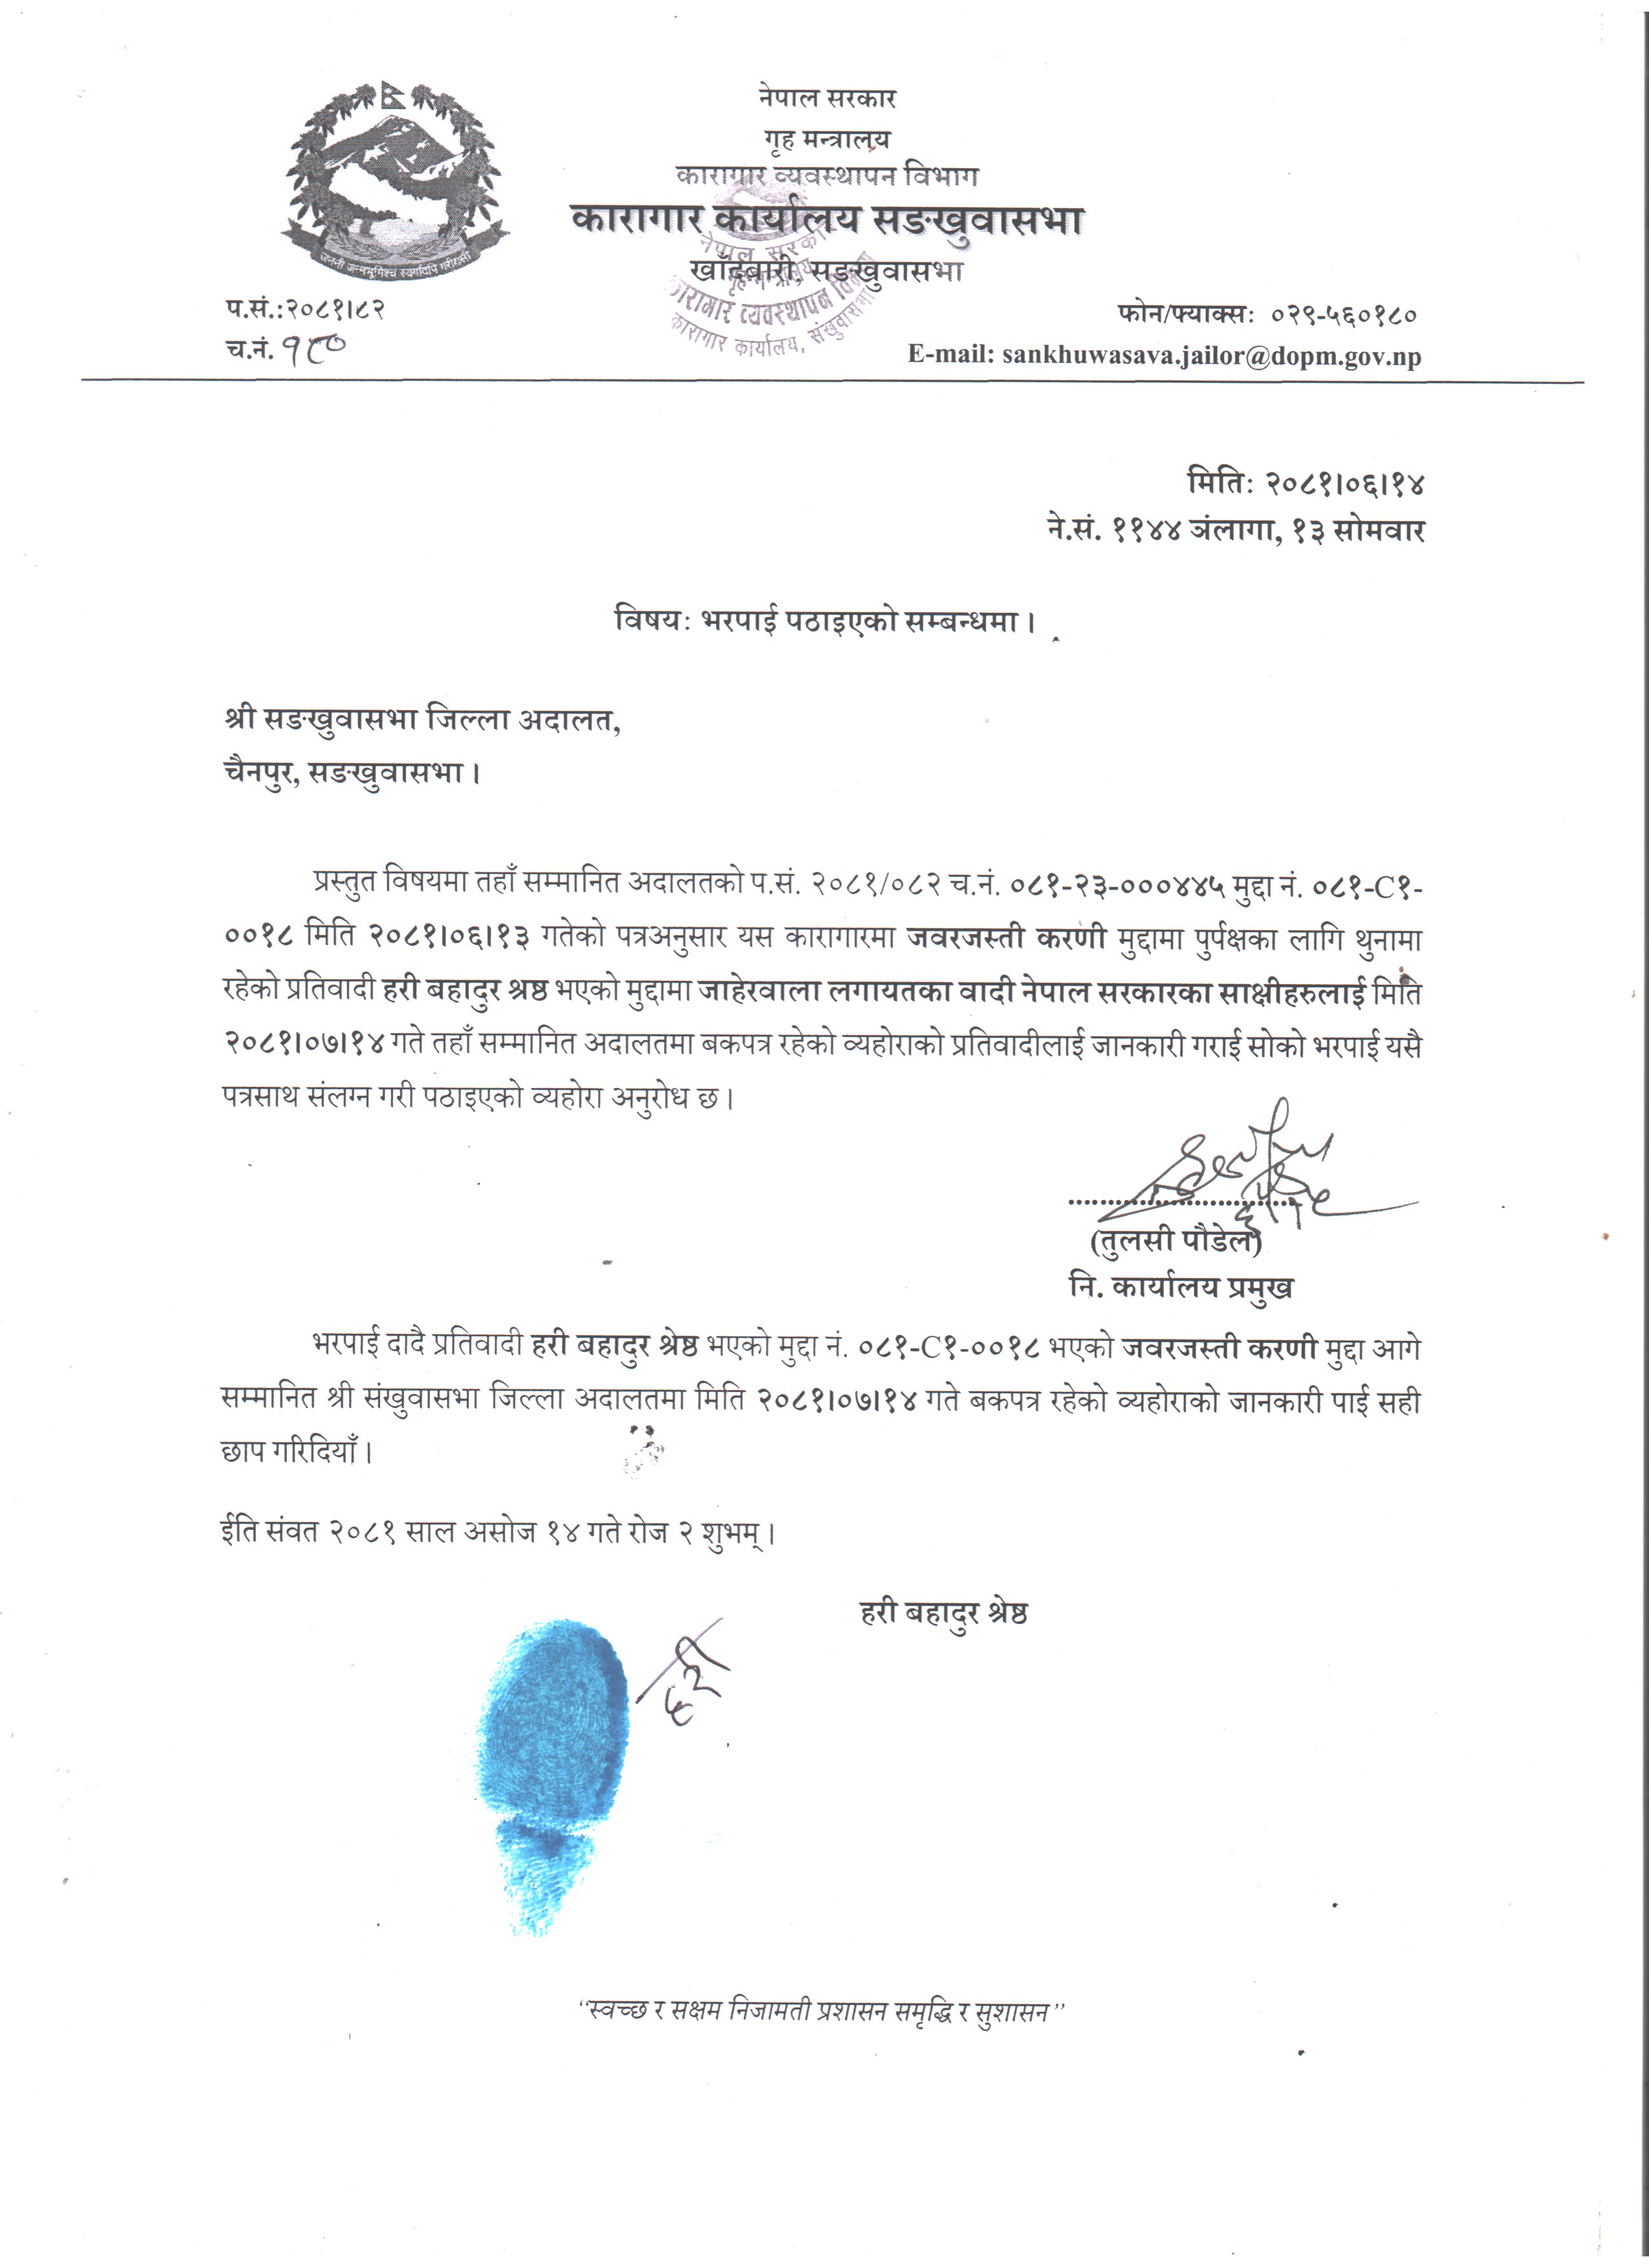 नेपाल सरकार
गृह मन्त्रालय
कारागार व्यवस्थापन विभाग
कारागार कार्यालय सङखुवासभा
खाँदबारी, सङखुवासभा
नेपाल सरकार
गृह मन्त्रालय
कारागार व्यवस्थापन विभाग
कारागार कार्यालय, संखुवासभा
जननी जन्मभूमिश्च स्वर्गादपि गरीयसी
प.सं.:२०८१।८२
फोन/फ्याक्सः ०२९-५६०१८०
च.नं. १८०
E-mail: sankhuwasava.jailor@dopm.gov.np
मितिः २०८१।०६।१४
ने.सं. ११४४ ञंलागा, १३ सोमवार
विषयः भरपाई पठाइएको सम्बन्धमा ।
श्री सङखुवासभा जिल्ला अदालत,
चैनपुर, सङखुवासभा ।
प्रस्तुत विषयमा तहाँ सम्मानित अदालतको प.सं. २०८१/०८२ च.नं. ०८१-२३-०००४४५ मुद्दा नं. ०८१-C१-
००१८ मिति २०८१।०६।१३ गतेको पत्रअनुसार यस कारागारमा जवरजस्ती करणी मुद्दामा पुर्पक्षका लागि थुनामा
रहेको प्रतिवादी हरी बहादुर श्रष्ठ भएको मुद्दामा जाहेरवाला लगायतका वादी नेपाल सरकारका साक्षीहरुलाई मिति
२०८१।०७।१४ गते तहाँ सम्मानित अदालतमा बकपत्र रहेको व्यहोराको प्रतिवादीलाई जानकारी गराई सोको भरपाई यसै
पत्रसाथ संलग्न गरी पठाइएको व्यहोरा अनुरोध छ ।
(तुलसी पौडेल)
नि. कार्यालय प्रमुख
भरपाई दादै प्रतिवादी हरी बहादुर श्रेष्ठ भएको मुद्दा नं. ०८१-C१-००१८ भएको जवरजस्ती करणी मुद्दा आगे
सम्मानित श्री संखुवासभा जिल्ला अदालतमा मिति २०८१।०७।१४ गते बकपत्र रहेको व्यहोराको जानकारी पाई सही
छाप गरिदियाँ ।
ईति संवत २०८१ साल असोज १४ गते रोज २ शुभम् ।
हरी बहादुर श्रेष्ठ
हरी
“स्वच्छ र सक्षम निजामती प्रशासन समृद्धि र सुशासन”